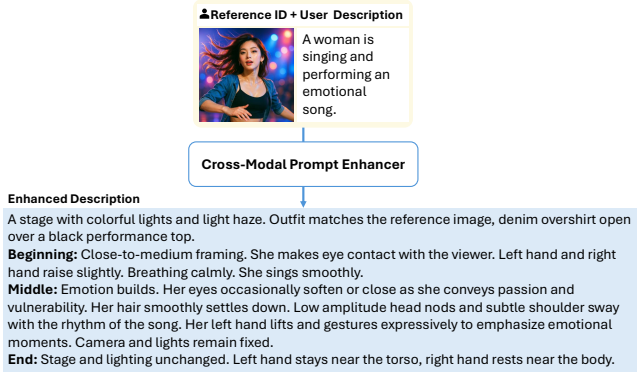 Reference ID + User Description
A woman is
singing and
performing an
emotional
song.
Cross-Modal Prompt Enhancer
Enhanced Description
A stage with colorful lights and light haze. Outfit matches the reference image, denim overshirt open
over a black performance top.
Beginning: Close-to-medium framing. She makes eye contact with the viewer. Left hand and right
hand raise slightly. Breathing calmly. She sings smoothly.
Middle: Emotion builds. Her eyes occasionally soften or close as she conveys passion and
vulnerability. Her hair smoothly settles down. Low amplitude head nods and subtle shoulder sway
with the rhythm of the song. Her left hand lifts and gestures expressively to emphasize emotional
moments. Camera and lights remain fixed.
End: Stage and lighting unchanged. Left hand stays near the torso, right hand rests near the body.